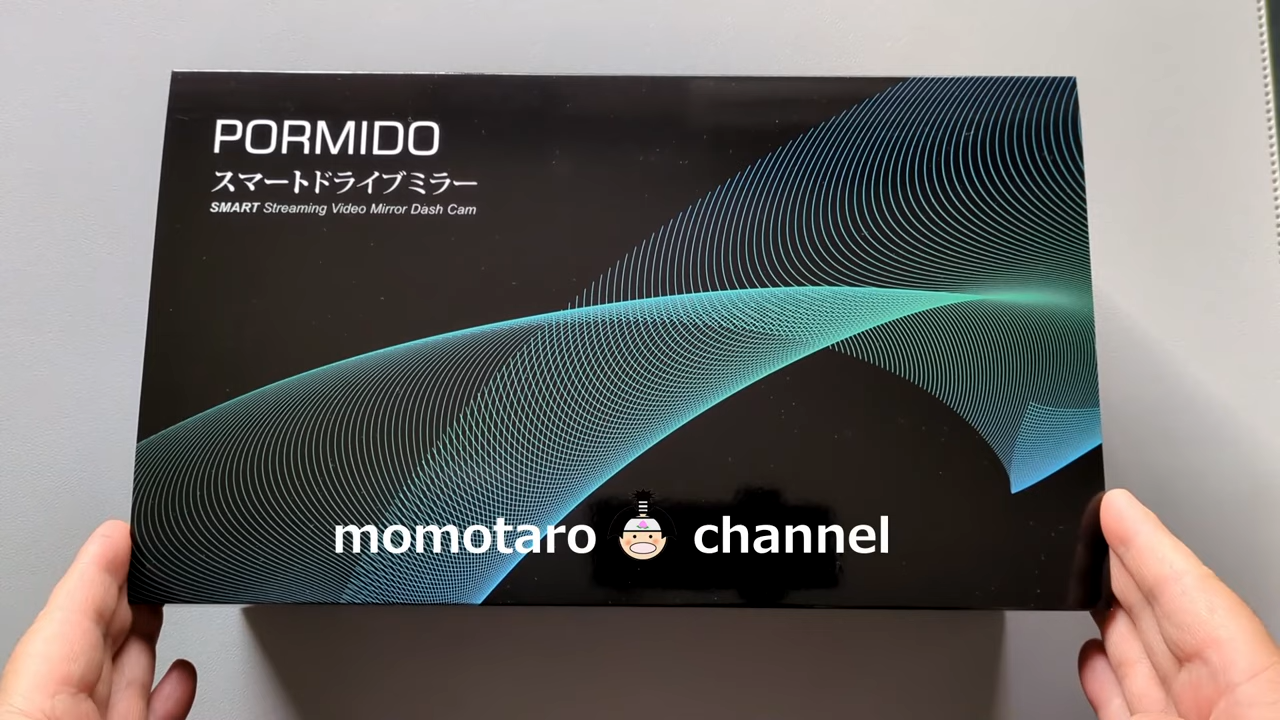 PORMIDO
スマートドライブミラー
SMART Streaming Video Mirror Dash Cam
momotaro channel